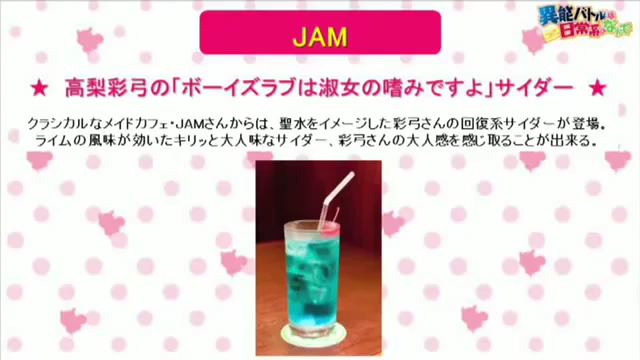 異能バトルは
日常系のなかで
JAM
★ 高梨彩弓の「ボーイズラブは淑女の嗜みですよ」サイダー ★
クラシカルなメイドカフェ・JAMさんからは、聖水をイメージした彩弓さんの回復系サイダーが登場。
ライムの風味が効いたキリッと大人味なサイダー、彩弓さんの大人感を感じ取ることが出来る。